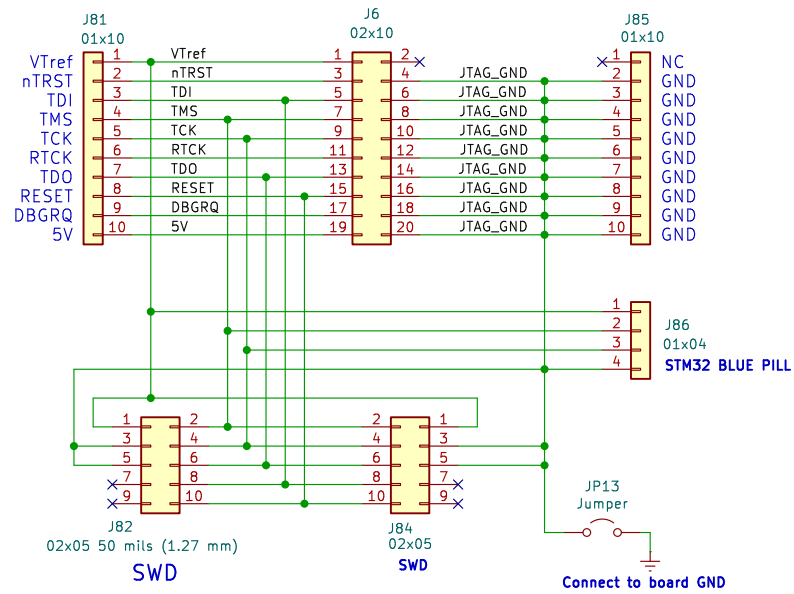 J81
01x10
J6
02x10
J85
01x10
VTref 1 VTref 1 2 1 NC
nTRST 2 nTRST 3 4 JTAG_GND 2 GND
TDI 3 TDI 5 6 JTAG_GND 3 GND
TMS 4 TMS 7 8 JTAG_GND 4 GND
TCK 5 TCK 9 10 JTAG_GND 5 GND
RTCK 6 RTCK 11 12 JTAG_GND 6 GND
TDO 7 TDO 13 14 JTAG_GND 7 GND
RESET 8 RESET 15 16 JTAG_GND 8 GND
DBGRQ 9 DBGRQ 17 18 JTAG_GND 9 GND
5V 10 5V 19 20 JTAG_GND 10 GND
1
2
3
4
J86
01x04
STM32 BLUE PILL
1 2 2 1
3 4 4 3
5 6 6 5
7 8 8 7
9 10 10 9
J82
02x05 50 mils (1.27 mm)
SWD
J84
02x05
SWD
JP13
Jumper
Connect to board GND